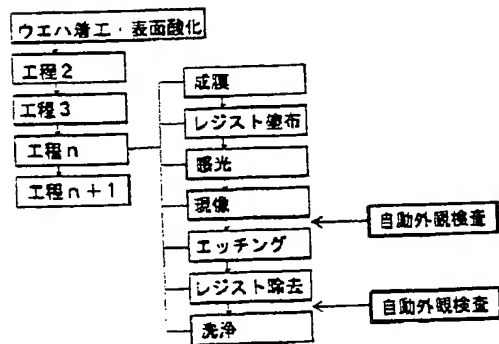 ウエハ着工・表面酸化
工程2
工程3
工程n
工程n+1
成膜
レジスト塗布
感光
現像
エッチング
レジスト除去
洗浄
自動外観検査
自動外観検査